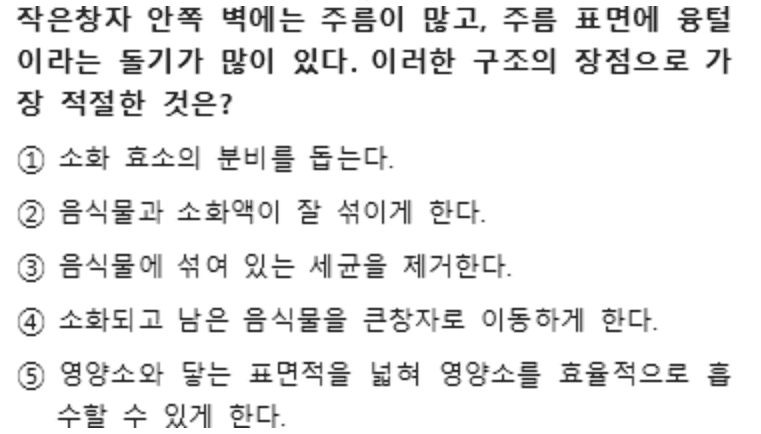 작은창자 안쪽 벽에는 주름이 많고, 주름 표면에 융털
이라는 돌기가 많이 있다. 이러한 구조의 장점으로 가
장 적절한 것은?
① 소화 효소의 분비를 돕는다.
② 음식물과 소화액이 잘 섞이게 한다.
③ 음식물에 섞여 있는 세균을 제거한다.
④ 소화되고 남은 음식물을 큰창자로 이동하게 한다.
⑤ 영양소와 닿는 표면적을 넓혀 영양소를 효율적으로 흡
수할 수 있게 한다.